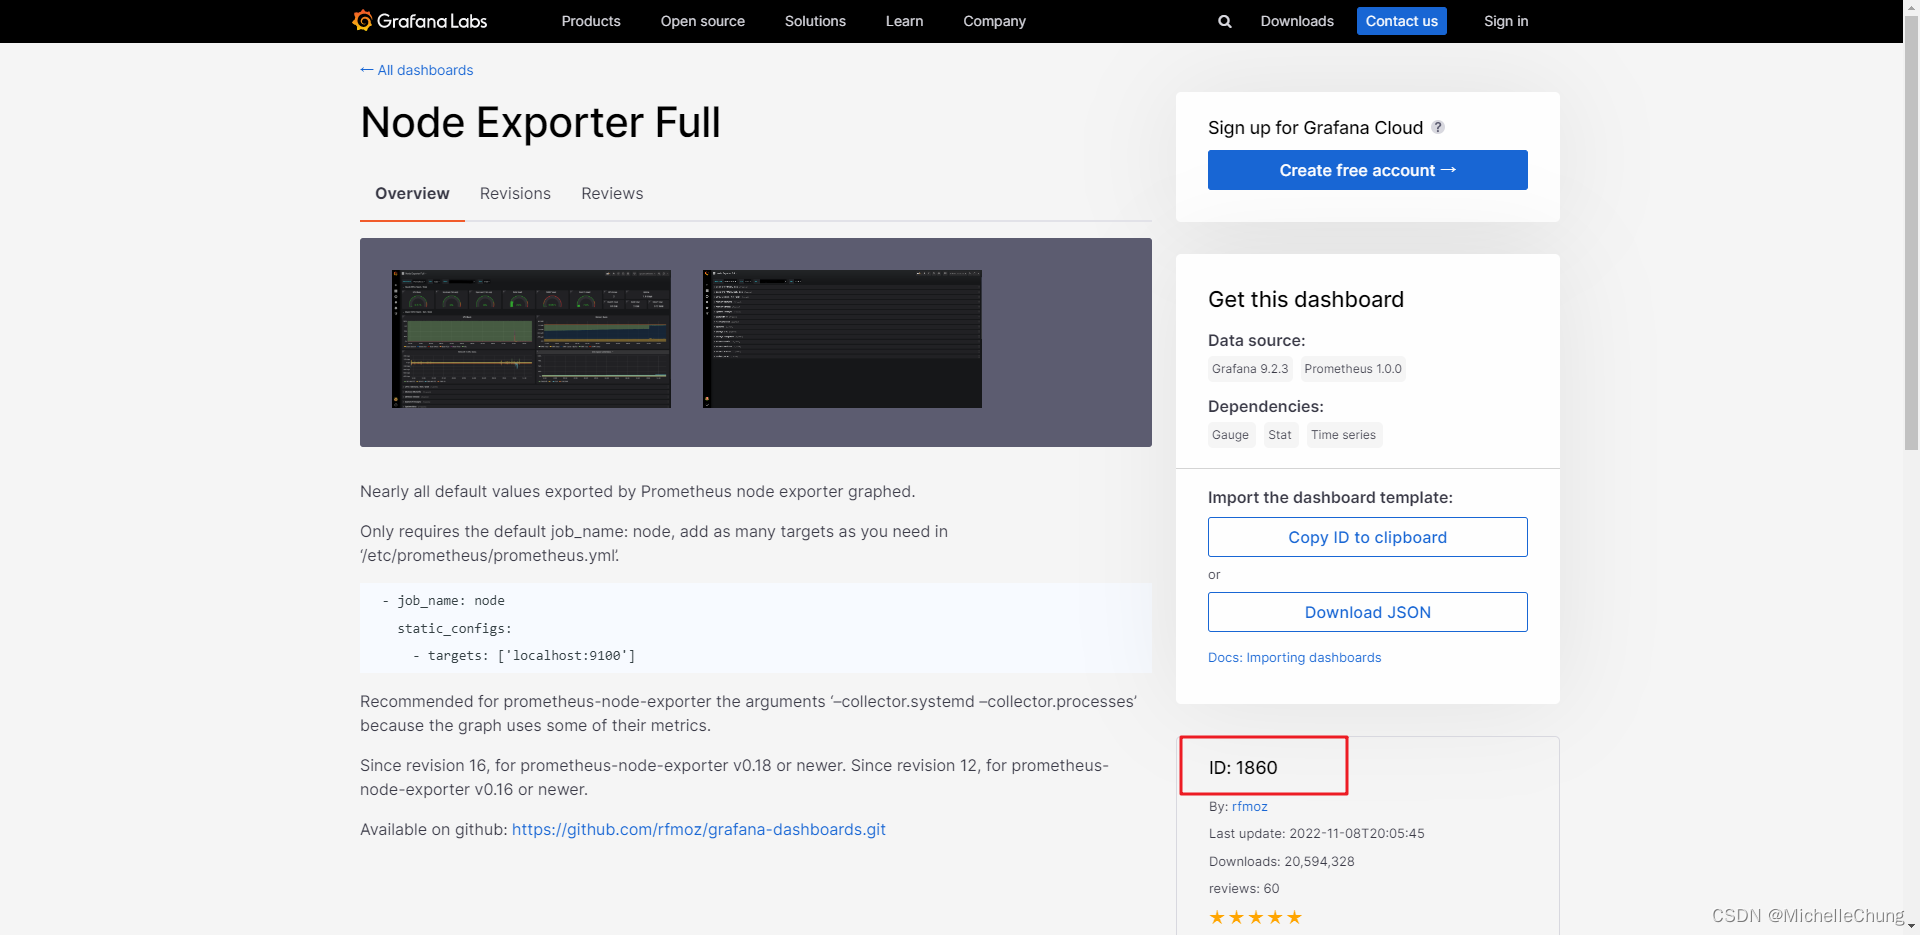 Grafana Labs
Products
Open source
Solutions
Learn
Company
Downloads
Contact us
Sign in
← All dashboards
Node Exporter Full
Overview
Revisions
Reviews
Nearly all default values exported by Prometheus node exporter graphed.
Only requires the default job_name: node, add as many targets as you need in
‘/etc/prometheus/prometheus.yml’.
- job_name: node
static_configs:
- targets: ['localhost:9100']
Recommended for prometheus-node-exporter the arguments ‘–collector.systemd –collector.processes’
because the graph uses some of their metrics.
Since revision 16, for prometheus-node-exporter v0.18 or newer. Since revision 12, for prometheus-
node-exporter v0.16 or newer.
Available on github: https://github.com/rfmoz/grafana-dashboards.git
Sign up for Grafana Cloud ?
Create free account →
Get this dashboard
Data source:
Grafana 9.2.3
Prometheus 1.0.0
Dependencies:
Gauge
Stat
Time series
Import the dashboard template:
Copy ID to clipboard
or
Download JSON
Docs: Importing dashboards
ID: 1860
By: rfmoz
Last update: 2022-11-08T20:05:45
Downloads: 20,594,328
reviews: 60
CSDN @MichelleChung